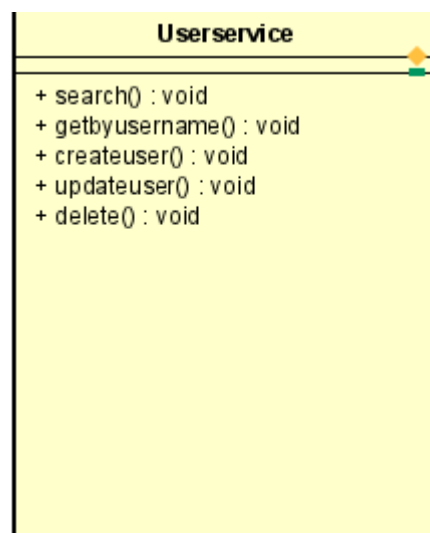 Userservice
+ search() : void
+ getbyusername() : void
+ createuser() : void
+ updateuser() : void
+ delete() : void